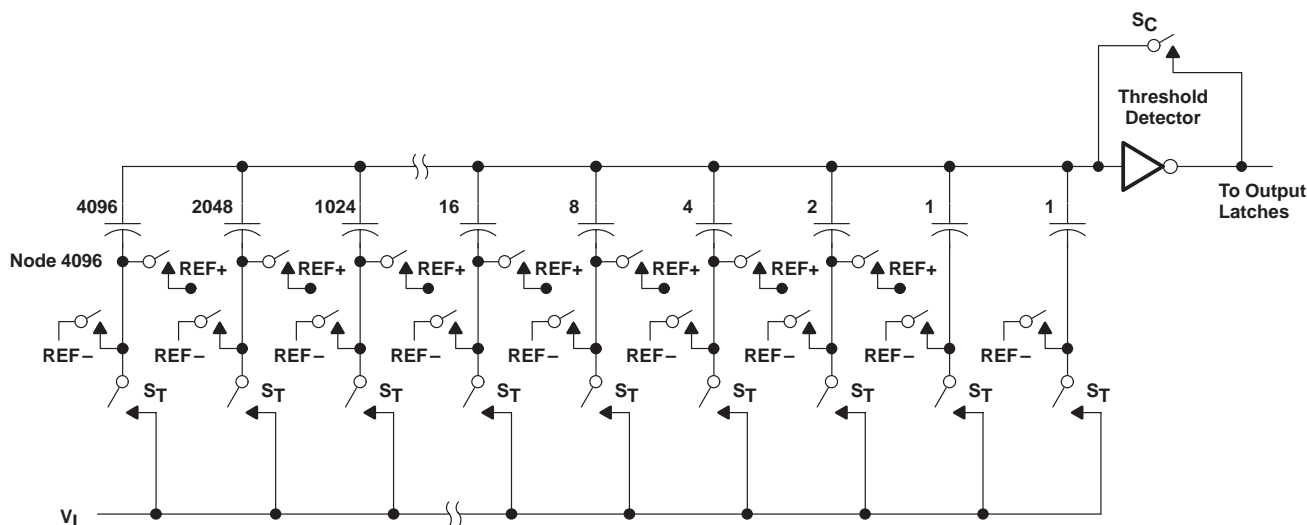 SC
Threshold
Detector
To Output
Latches
4096 2048 1024 16 8 4 2 1 1
Node 4096 REF+ REF+ REF+ REF+ REF+ REF+ REF+
REF− REF− REF− REF− REF− REF− REF− REF− REF−
ST ST ST ST ST ST ST ST ST
VI